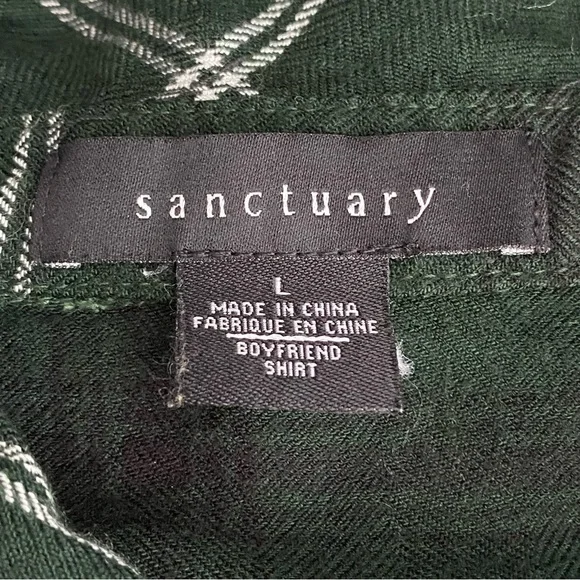 sanctuary
L
MADE IN CHINA
FABRIQUE EN CHINE
BOYFRIEND
SHIRT